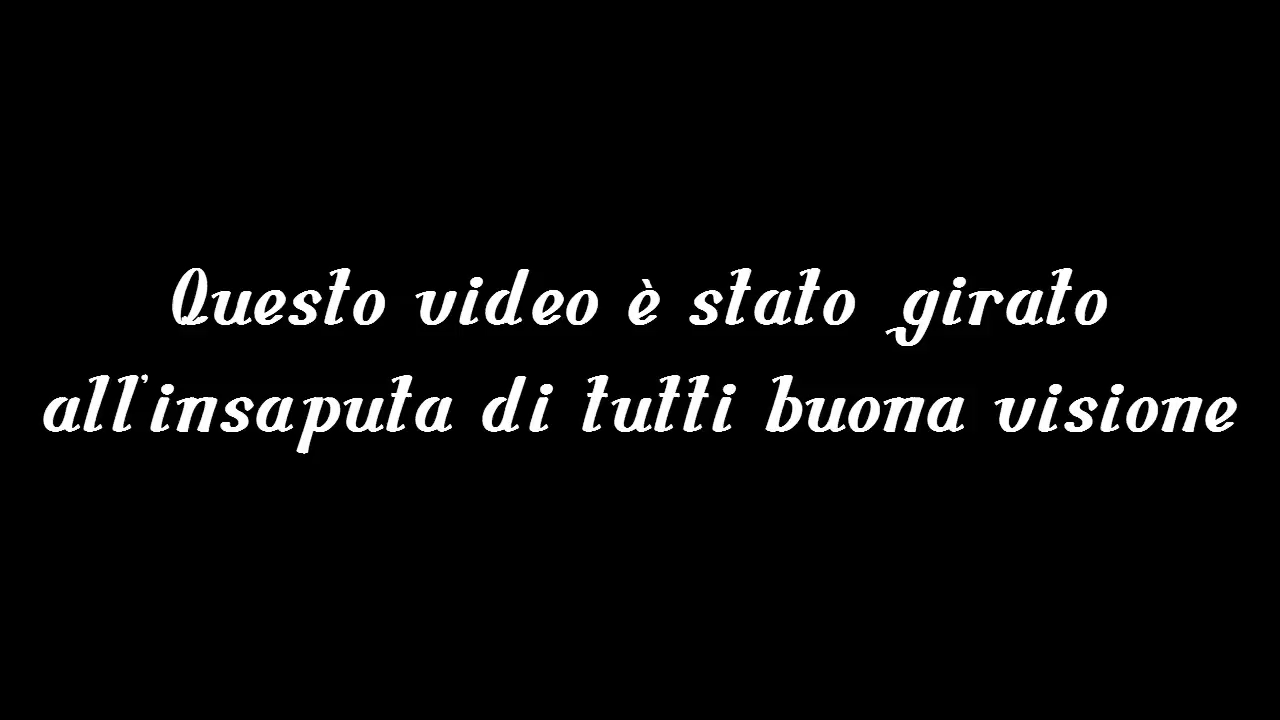 Questo video è stato girato
all'insaputa di tutti buona visione